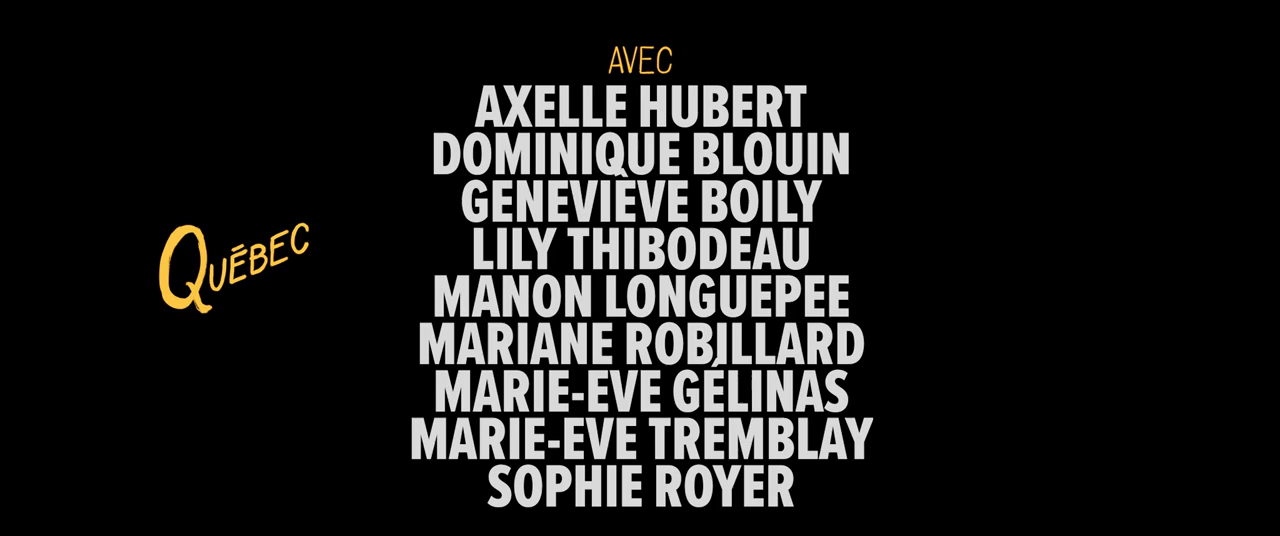 AVEC
AXELLE HUBERT
DOMINIQUE BLOUIN
GENEVIÈVE BOILY
LILY THIBODEAU
MANON LONGUEPEE
MARIANE ROBILLARD
MARIE-EVE GÉLINAS
MARIE-EVE TREMBLAY
SOPHIE ROYER
QUÉBEC